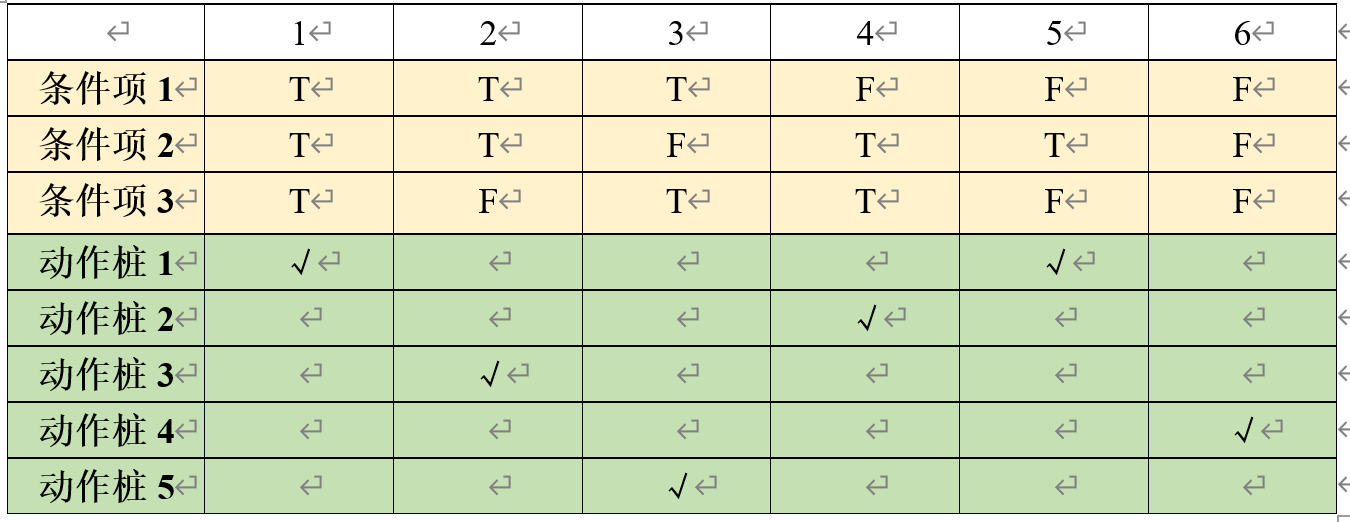 1 2 3 4 5 6
条件项 1 T T T F F F
条件项 2 T T F T T F
条件项 3 T F T T F F
动作桩 1 √ √
动作桩 2 √
动作桩 3 √
动作桩 4 √
动作桩 5 √